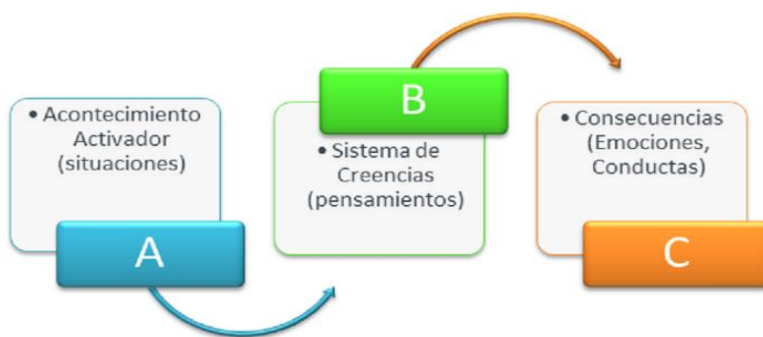 • Acontecimiento
Activador
(situaciones)
A
B
• Sistema de
Creencias
(pensamientos)
• Consecuencias
(Emociones,
Conductas)
C